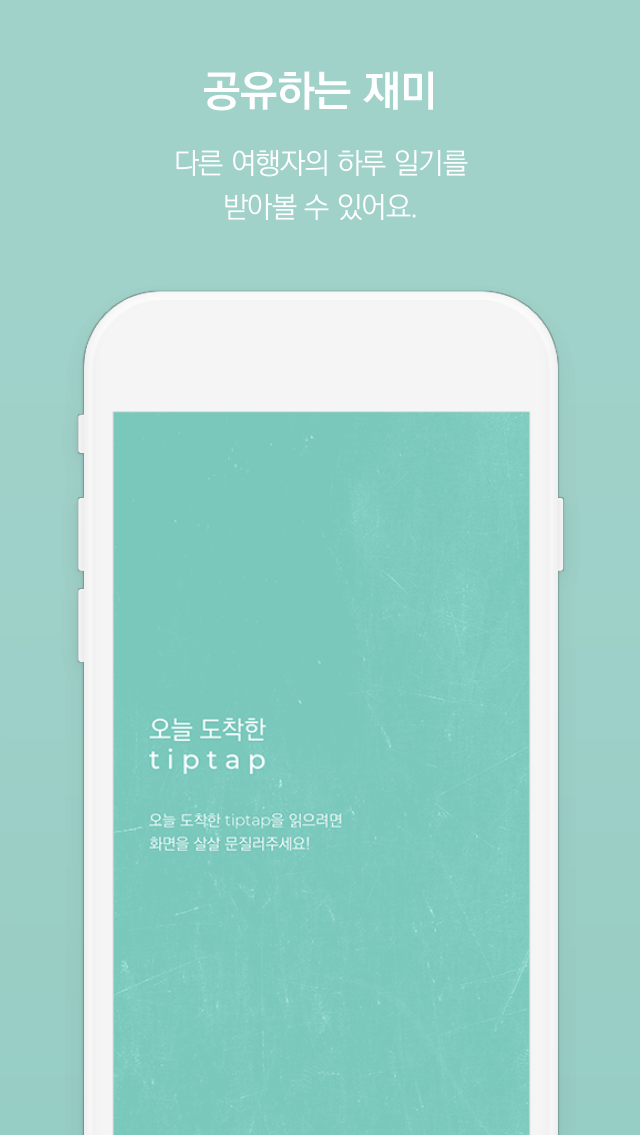 공유하는 재미
다른 여행자의 하루 일기를
받아볼 수 있어요.
오늘 도착한
tiptap
오늘 도착한 tiptap을 읽으려면
화면을 살살 문질러주세요!